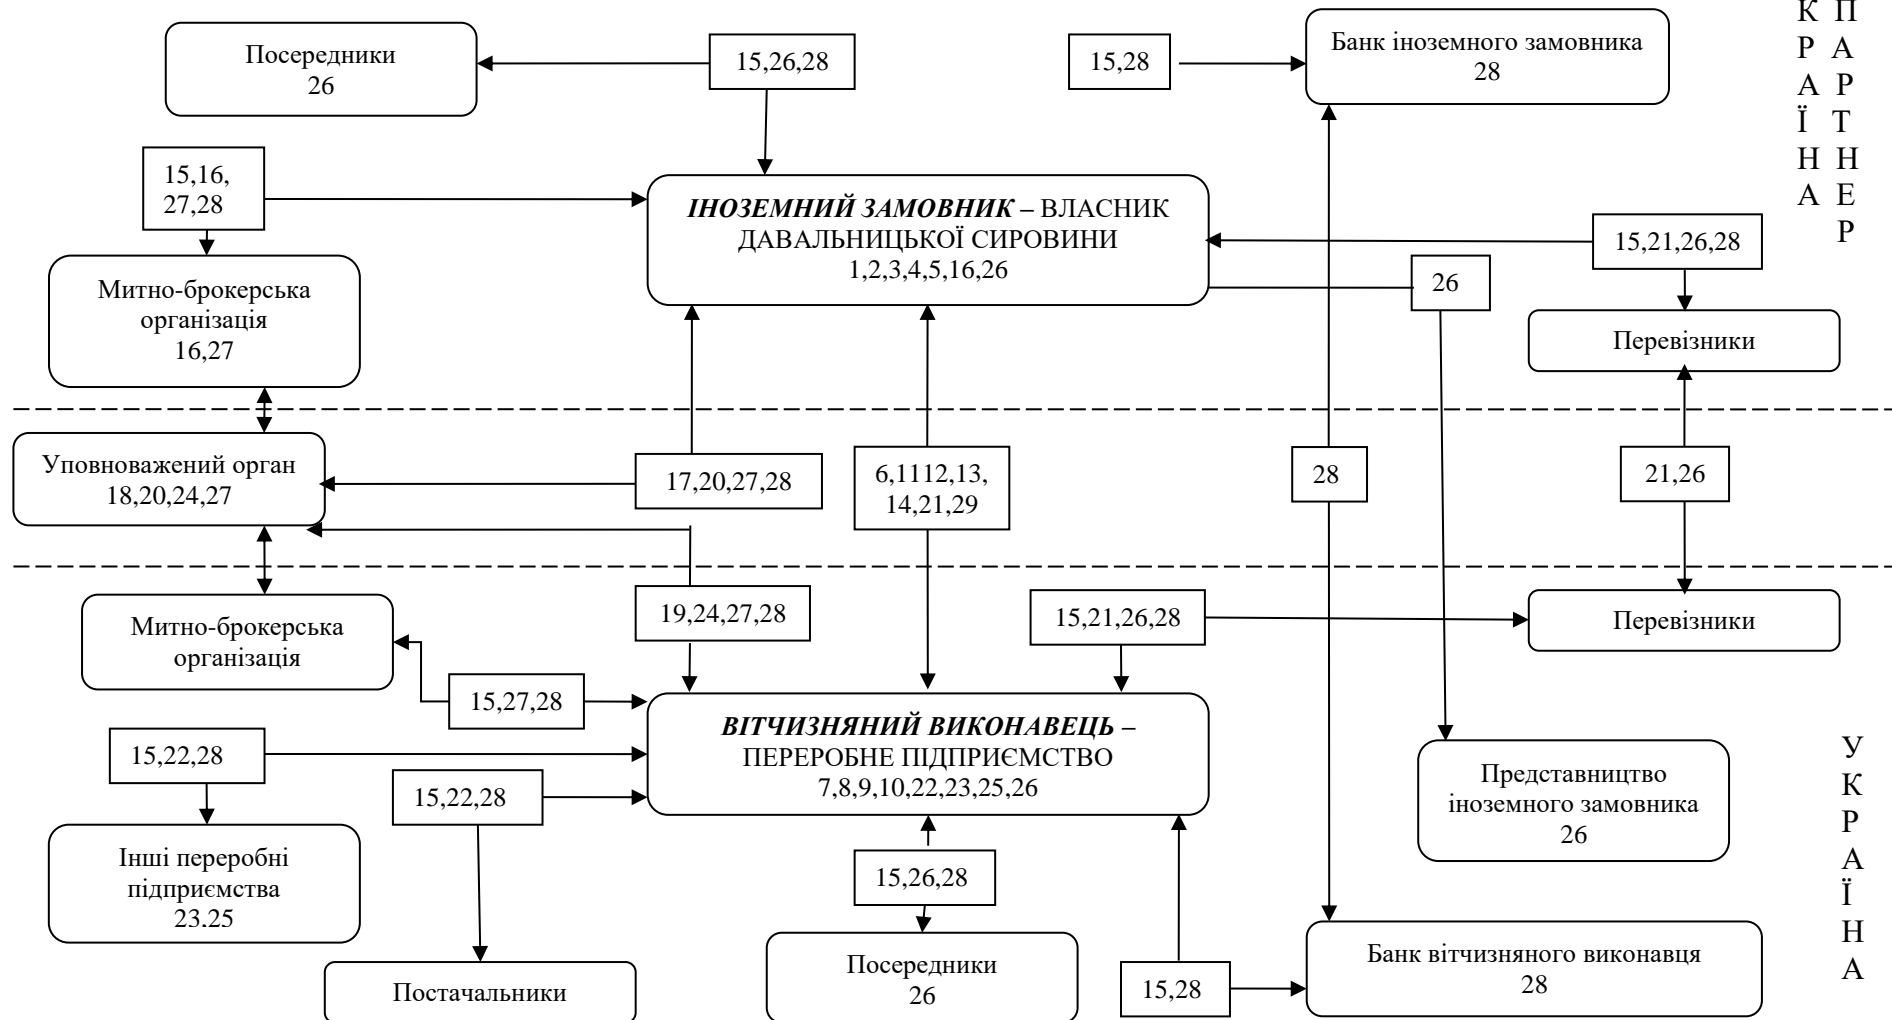 Посередники
26
15,26,28
15,28
Банк іноземного замовника
28
К П
Р А
А Р
Ї Т
Н Н
А Е
Р
15,16,
27,28
ІНОЗЕМНИЙ ЗАМОВНИК – ВЛАСНИК
ДАВАЛЬНИЦЬКОЇ СИРОВИНИ
1,2,3,4,5,16,26
15,21,26,28
26
Митно-брокерська
організація
16,27
Перевізники
Уповноважений орган
18,20,24,27
17,20,27,28
6,1112,13,
14,21,29
28
21,26
19,24,27,28
15,21,26,28
Перевізники
Митно-брокерська
організація
15,27,28
ВІТЧИЗНЯНИЙ ВИКОНАВЕЦЬ –
ПЕРЕРОБНЕ ПІДПРИЄМСТВО
7,8,9,10,22,23,25,26
15,22,28
15,22,28
Представництво
іноземного замовника
26
У
К
Р
А
Ї
Н
А
Інші переробні
підприємства
23.25
15,26,28
Постачальники
Посередники
26
15,28
Банк вітчизняного виконавця
28